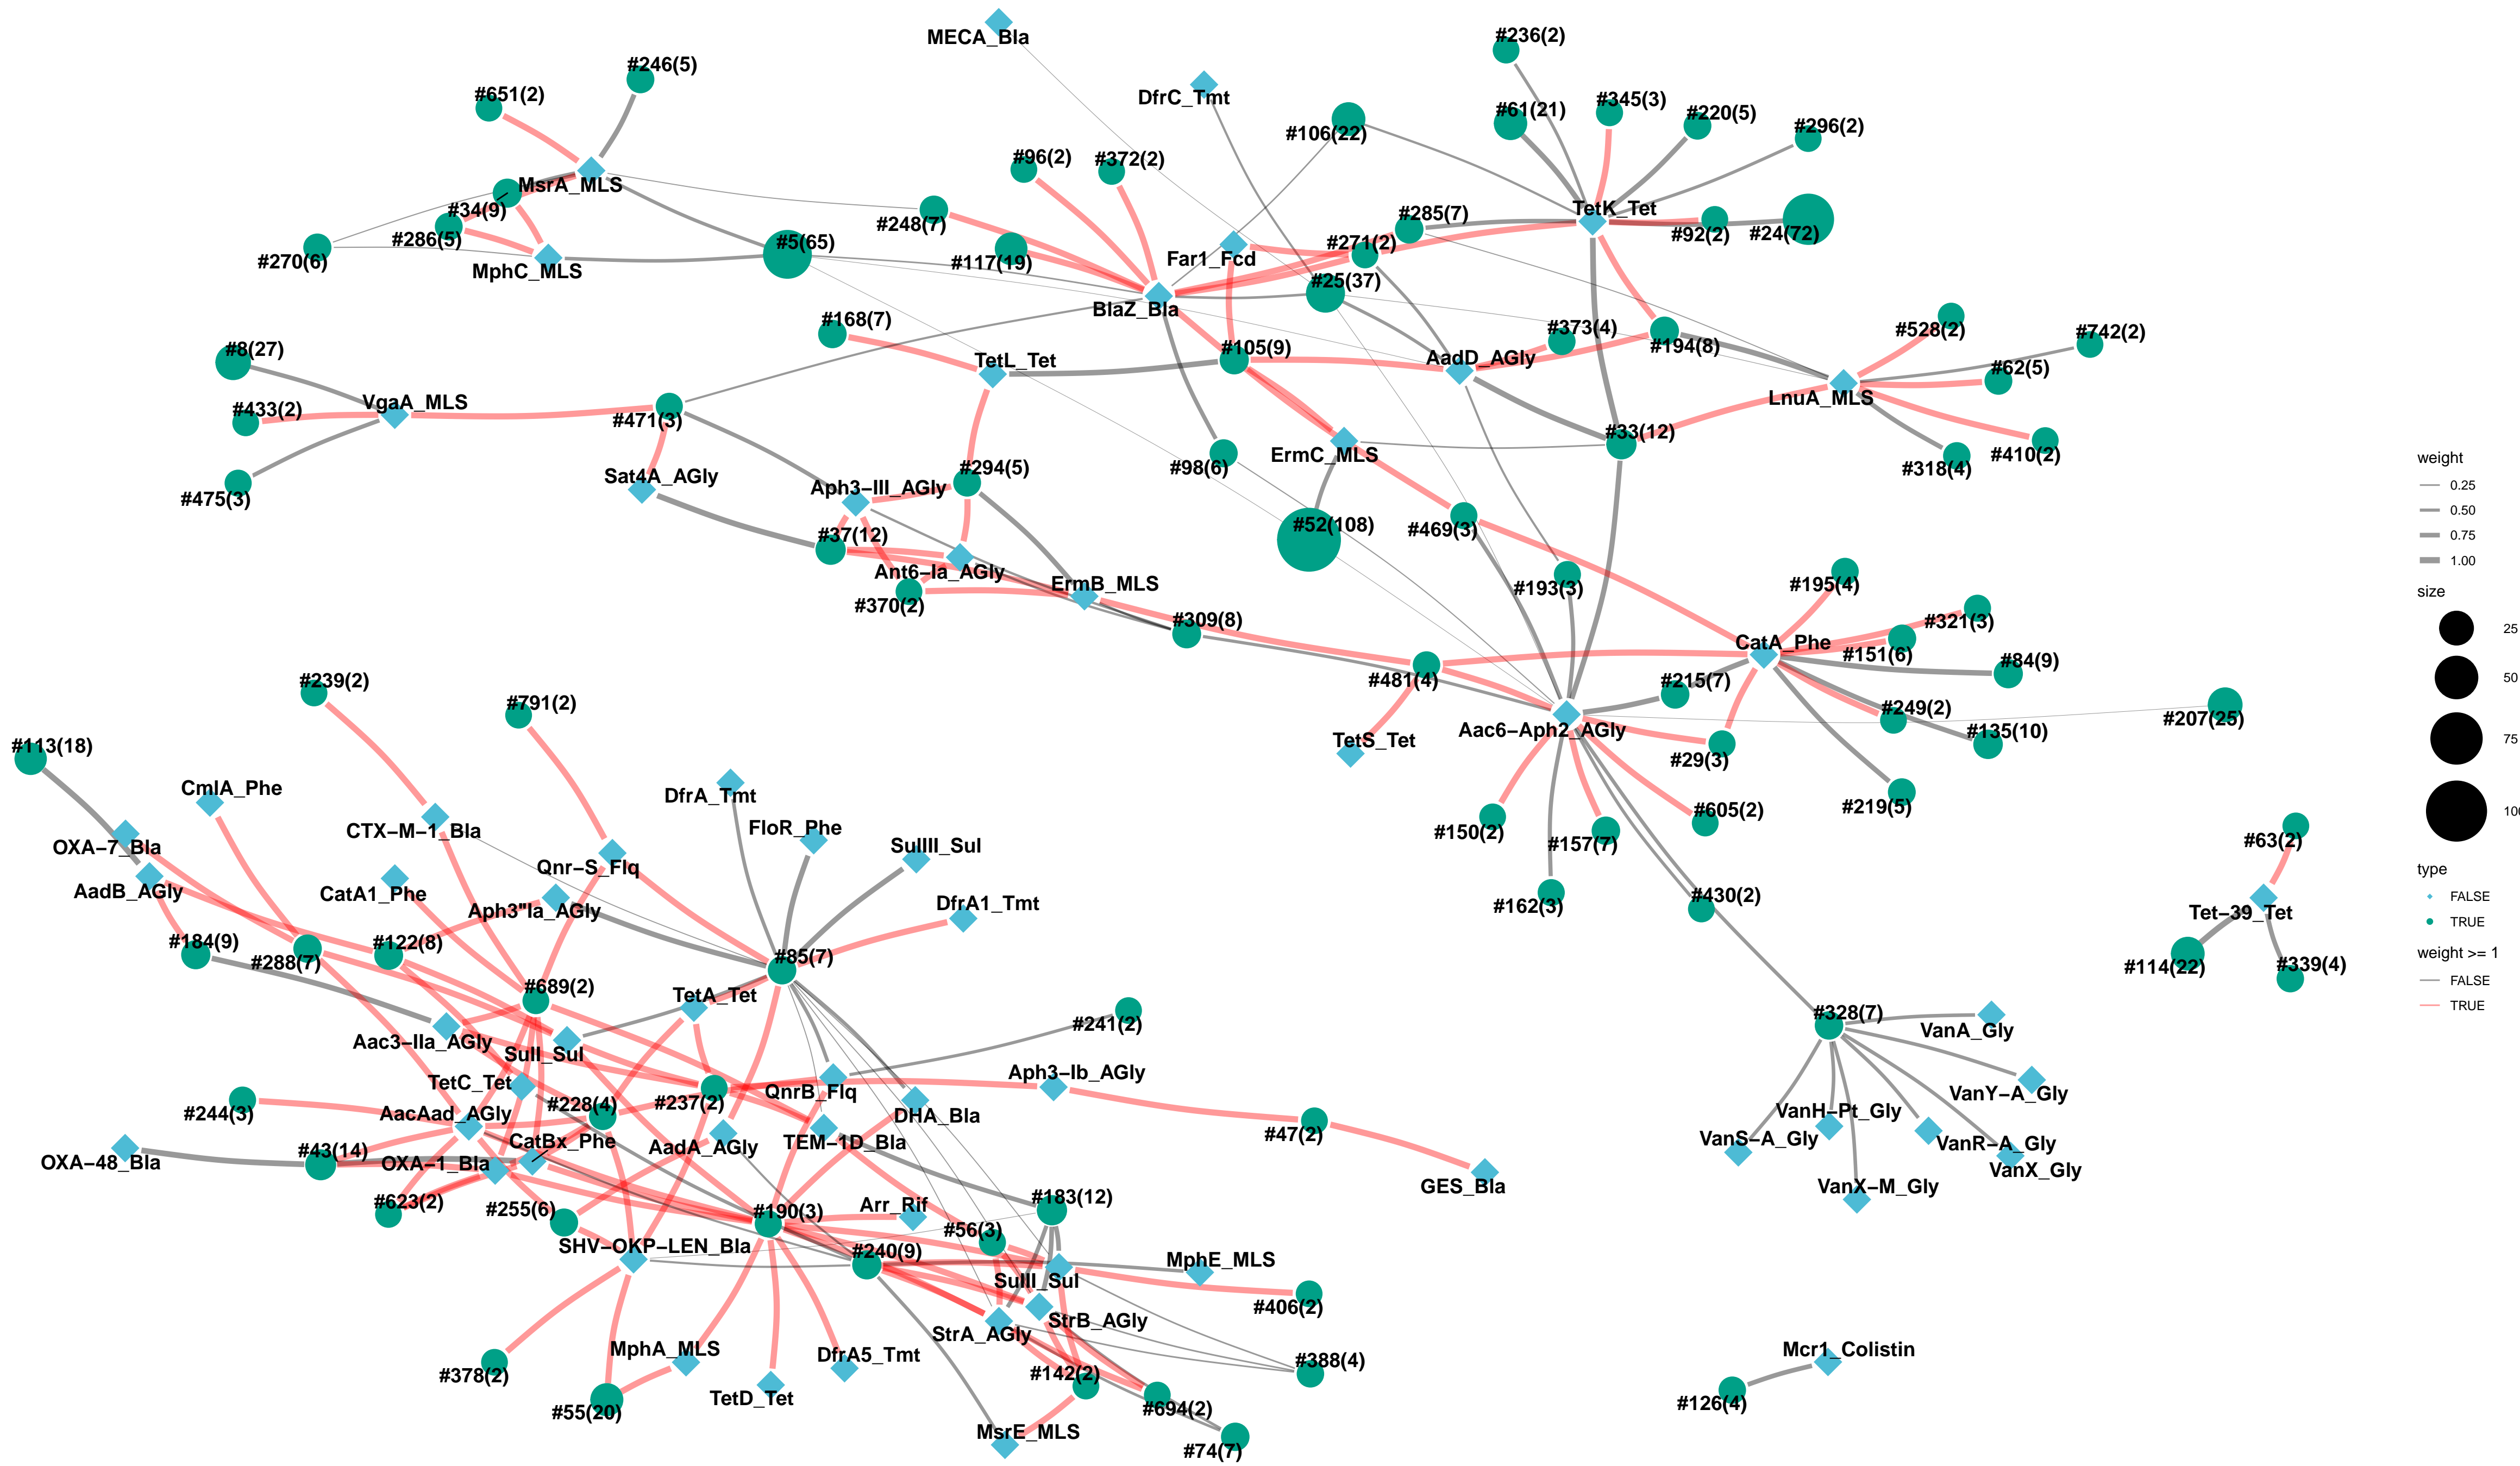 MECA_Bla
#236(2)
#246(5)
#651(2)
DfrC_Tmt
#61(21)
#345(3)
#220(5)
#296(2)
#106(22)
#96(2)
#372(2)
MsrA_MLS
#34(9)
#286(5)
#270(6)
MphC_MLS
#5(65)
#248(7)
#117(19)
Far1_Fcd
#285(7)
#271(2)
TetK_Tet
#92(2)
#24(72)
#25(37)
BlaZ_Bla
#168(7)
TetL_Tet
#105(9)
AadD_AGly
#373(4)
#194(8)
#528(2)
#742(2)
#62(5)
LnuA_MLS
#8(27)
#433(2)
VgaA_MLS
#471(3)
#475(3)
Sat4A_AGly
Aph3−III_AGly
#294(5)
#98(6)
ErmC_MLS
#33(12)
#318(4)
#410(2)
#37(12)
#52(108)
#469(3)
Ant6−Ia_AGly
#370(2)
ErmB_MLS
#309(8)
#193(3)
#195(4)
#321(3)
CatA_Phe
#151(6)
#84(9)
#481(4)
#215(7)
#249(2)
#135(10)
#207(25)
TetS_Tet
Aac6−Aph2_AGly
#29(3)
#219(5)
#150(2)
#157(7)
#605(2)
#162(3)
#430(2)
#63(2)
Tet−39_Tet
#114(22)
#339(4)
#239(2)
#791(2)
#113(18)
CmlA_Phe
OXA−7_Bla
AadB_AGly
CTX−M−1_Bla
CatA1_Phe
Qnr−S_Flq
Aph3"Ia_AGly
DfrA_Tmt
FloR_Phe
SulIII_Sul
DfrA1_Tmt
#184(9)
#288(7)
#122(8)
#689(2)
#85(7)
TetA_Tet
Aac3−IIa_AGly
SulI_Sul
#241(2)
#328(7)
VanA_Gly
VanY−A_Gly
VanH−Pt_Gly
VanS−A_Gly
VanR−A_Gly
VanX_Gly
VanX−M_Gly
TetC_Tet
#244(3)
AacAad_AGly
#228(4)
#237(2)
QnrB_Flq
Aph3−Ib_AGly
DHA_Bla
#47(2)
OXA−48_Bla
#43(14)
CatBx_Phe
OXA−1_Bla
AadA_AGly
TEM−1D_Bla
GES_Bla
#623(2)
#255(6)
#190(3)
Arr_Rif
#183(12)
#56(3)
SHV−OKP−LEN_Bla
#240(9)
SulII_Sul
MphE_MLS
#406(2)
StrB_AGly
StrA_AGly
#378(2)
MphA_MLS
#55(20)
TetD_Tet
DfrA5_Tmt
#142(2)
#388(4)
#694(2)
MsrE_MLS
#74(7)
Mcr1_Colistin
#126(4)
weight
0.25
0.50
0.75
1.00
size
25
50
75
type
FALSE
TRUE
weight >= 1
FALSE
TRUE